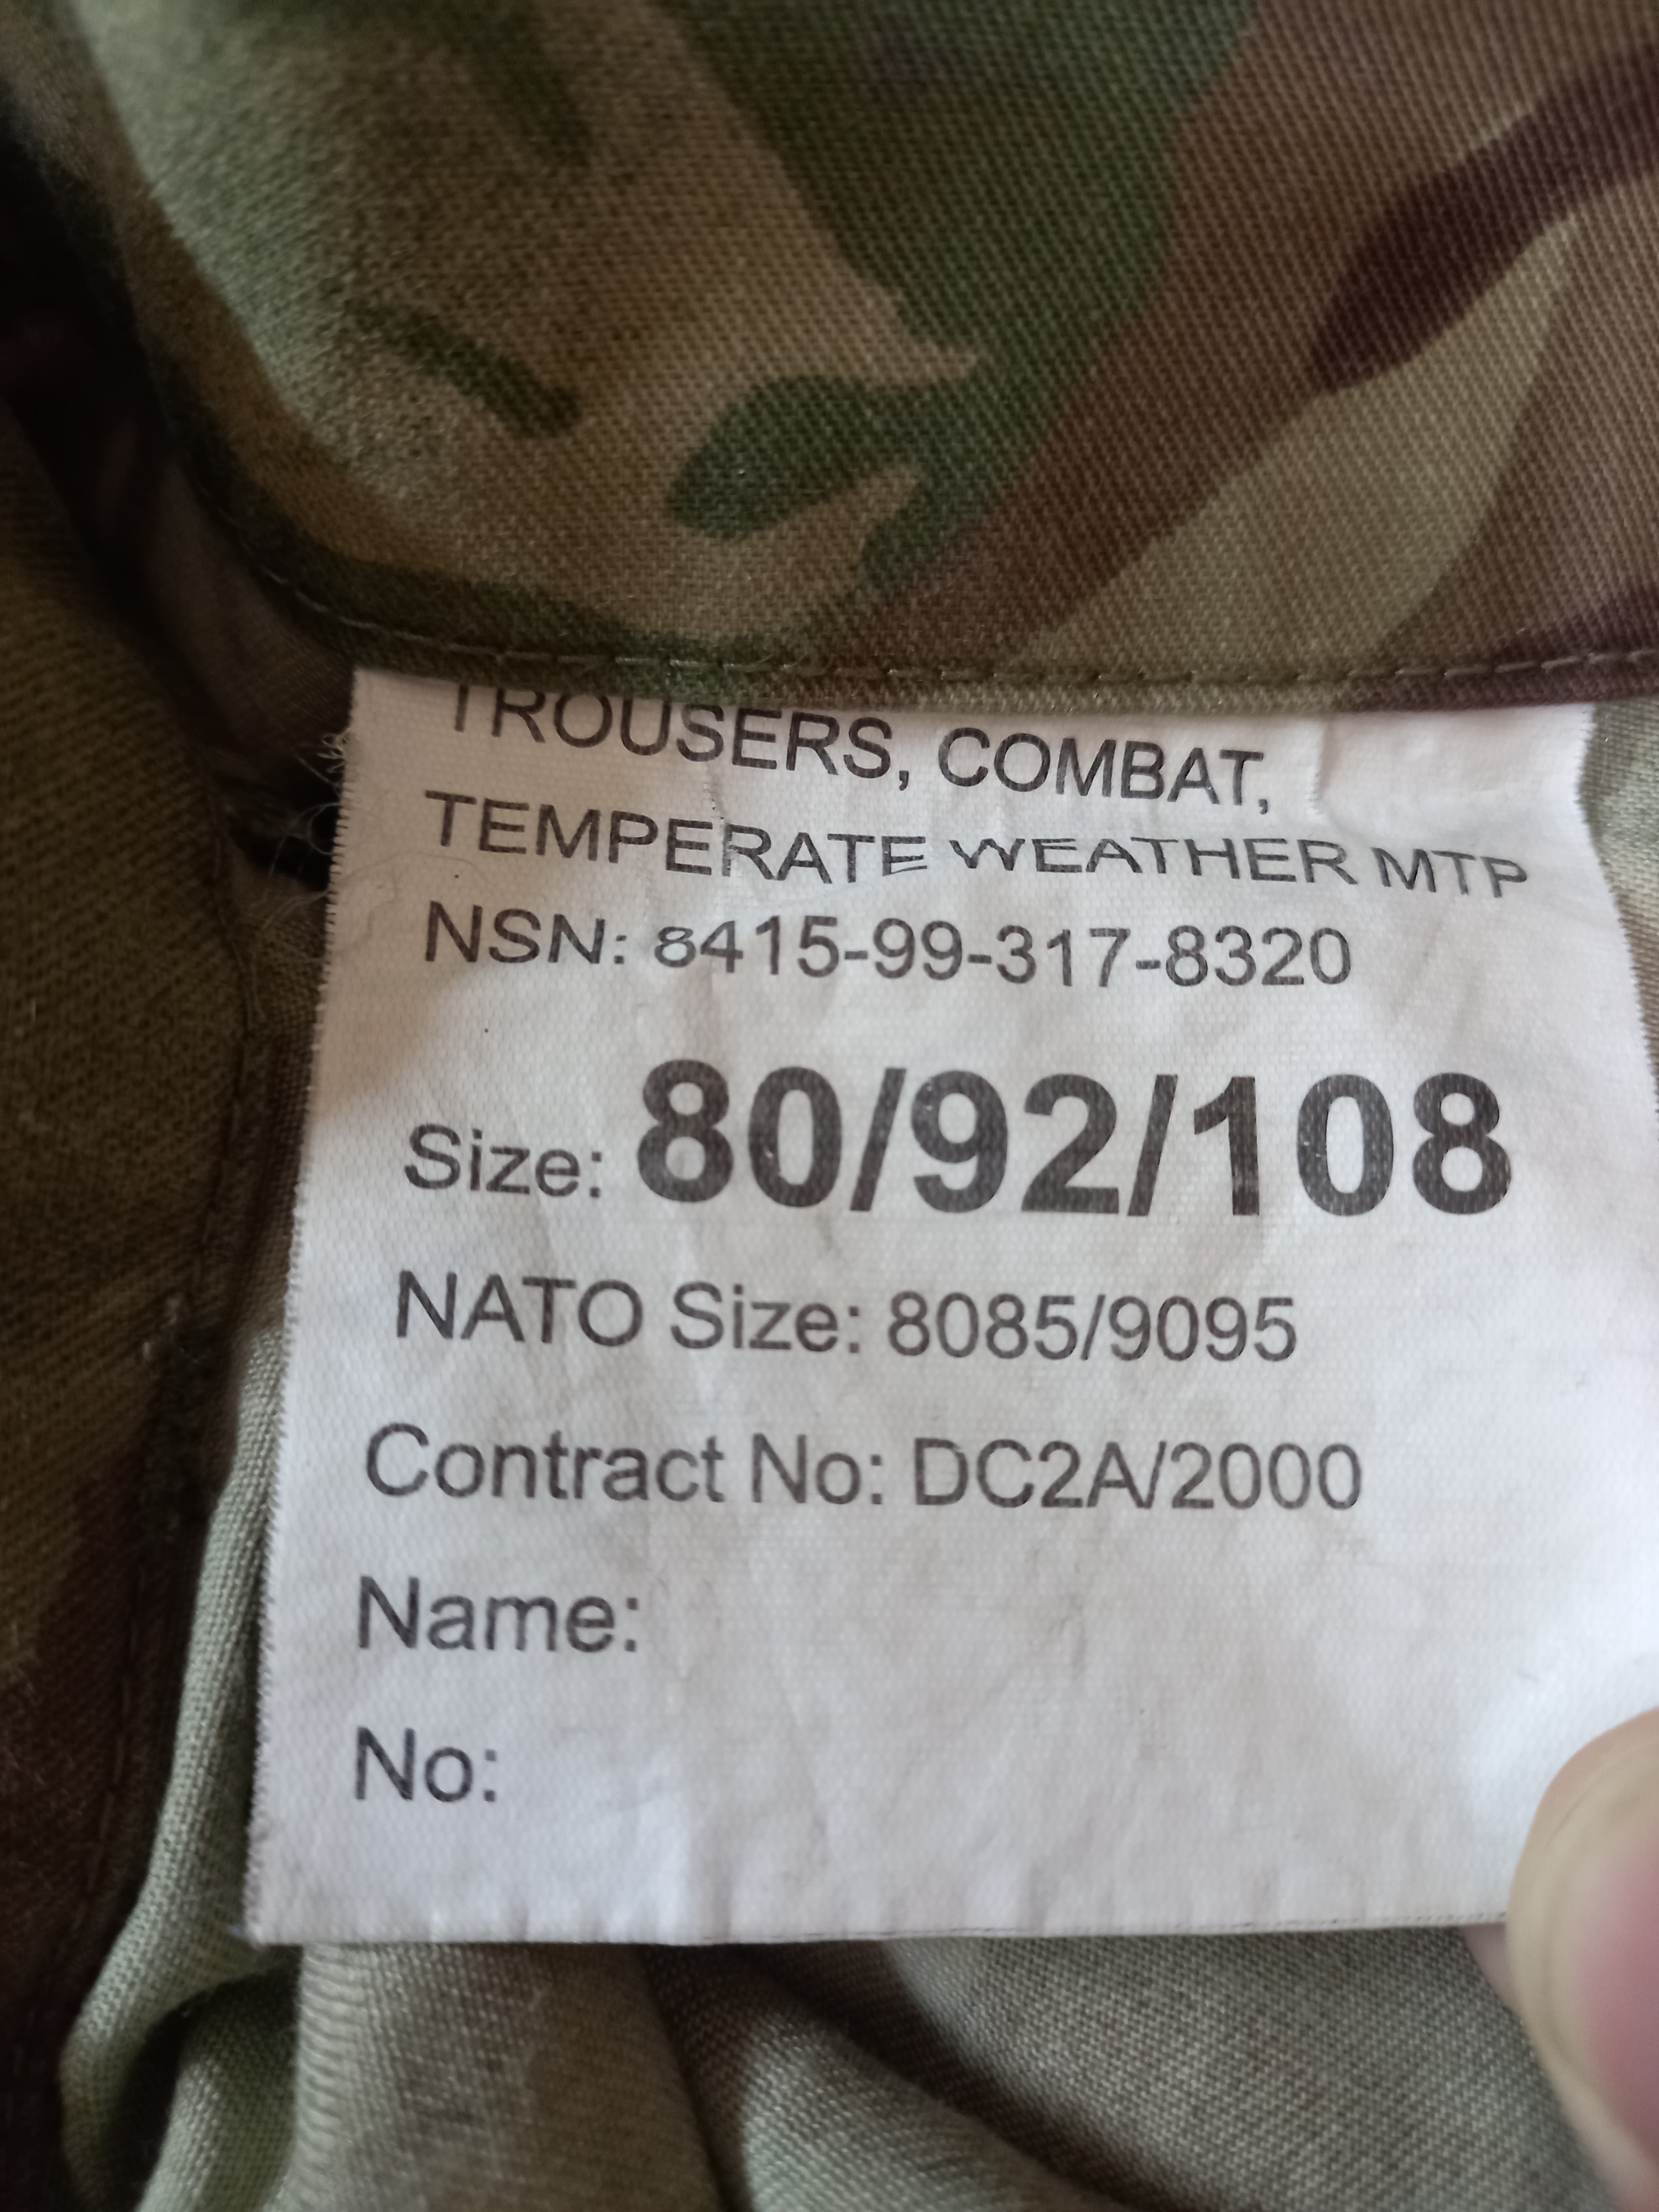 TROUSERS, COMBAT,
TEMPERATE WEATHER MTP
NSN: 8415-99-317-8320
Size: 80/92/108
NATO Size: 8085/9095
Contract No: DC2A/2000
Name:
No: